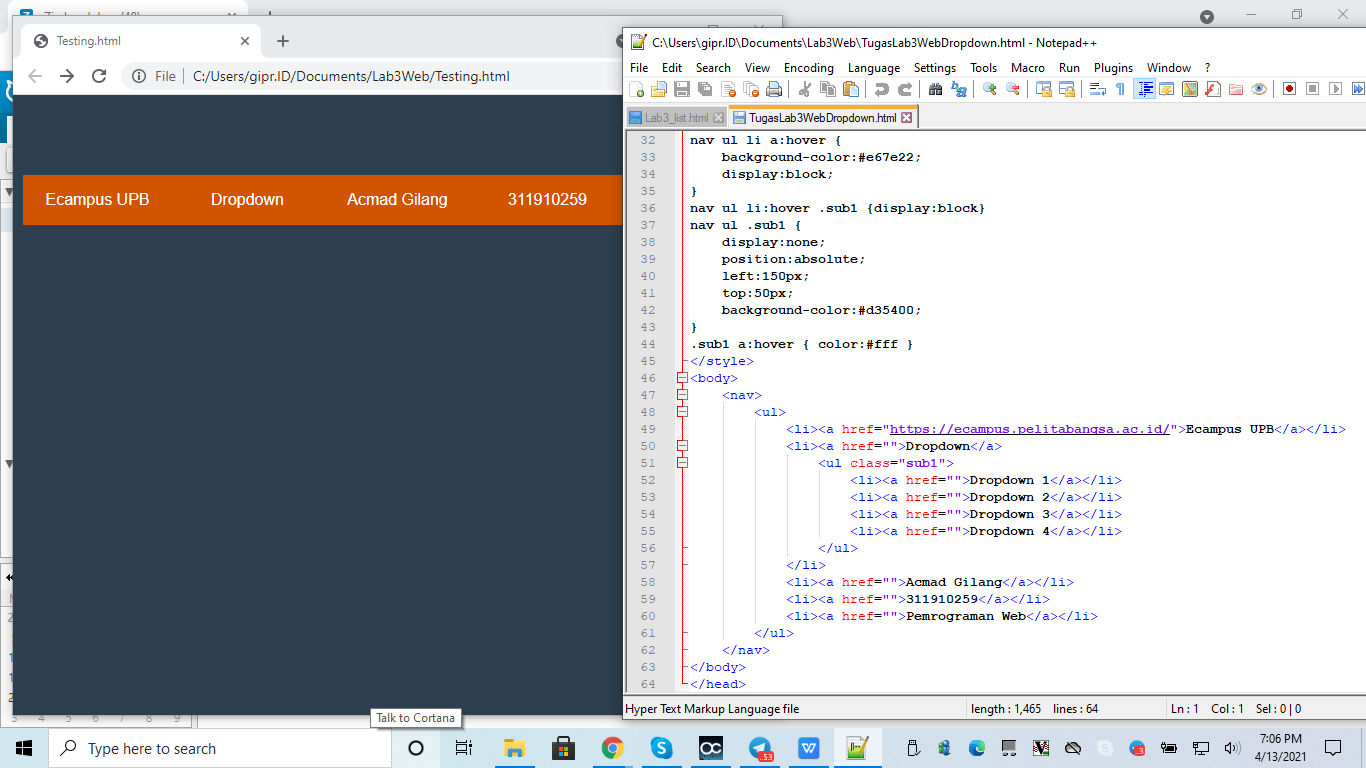 Testing.html
File
C:/Users/gipr.ID/Documents/Lab3Web/Testing.html
Ecampus UPB
Dropdown
Acmad Gilang
311910259
C:\Users\gipr.ID\Documents\Lab3Web\TugasLab3WebDropdown.html - Notepad++
File Edit Search View Encoding Language Settings Tools Macro Run Plugins Window ?
Lab3_list.html
TugasLab3WebDropdown.html
32 nav ul li a:hover {
33 background-color:#e67e22;
34 display:block;
35 }
36 nav ul li:hover .sub1 {display:block}
37 nav ul .sub1 {
38 display:none;
39 position:absolute;
40 left:150px;
41 top:50px;
42 background-color:#d35400;
43 }
44 .sub1 a:hover { color:#fff }
45 </style>
46 <body>
47 <nav>
48 <ul>
49 <li><a href="https://ecampus.pelitabangsa.ac.id/">Ecampus UPB</a></li>
50 <li><a href="">Dropdown</a>
51 <ul class="sub1">
52 <li><a href="">Dropdown 1</a></li>
53 <li><a href="">Dropdown 2</a></li>
54 <li><a href="">Dropdown 3</a></li>
55 <li><a href="">Dropdown 4</a></li>
56 </ul>
57 </li>
58 <li><a href="">Acmad Gilang</a></li>
59 <li><a href="">311910259</a></li>
60 <li><a href="">Pemrograman Web</a></li>
61 </ul>
62 </nav>
63 </body>
64 </head>
Hyper Text Markup Language file
length : 1,465 lines : 64
Ln : 1 Col : 1 Sel : 0 | 0
3 4 5 6 7 8 9
Talk to Cortana
Type here to search
.53
7:06 PM
4/13/2021